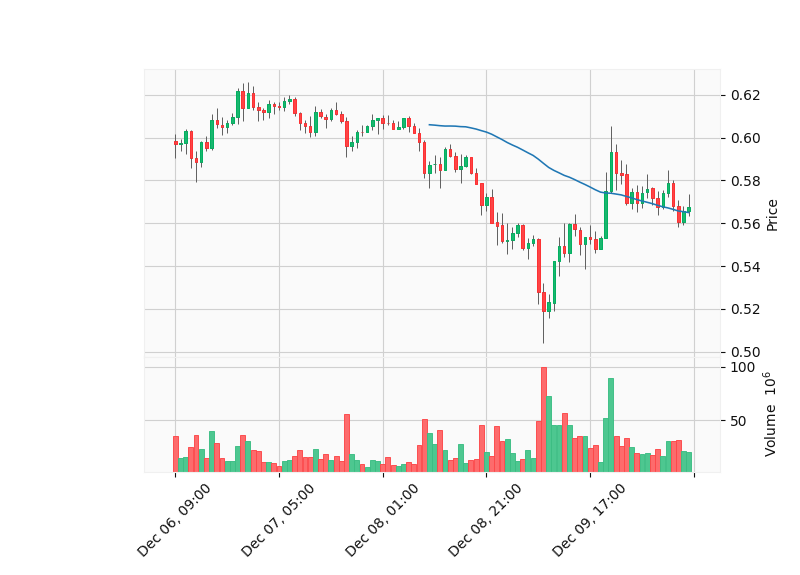 0.62
0.60
0.58
0.56
0.54
0.52
0.50
Price
100
50
Volume 10^6
Dec 06, 09:00
Dec 07, 05:00
Dec 08, 01:00
Dec 08, 21:00
Dec 09, 17:00